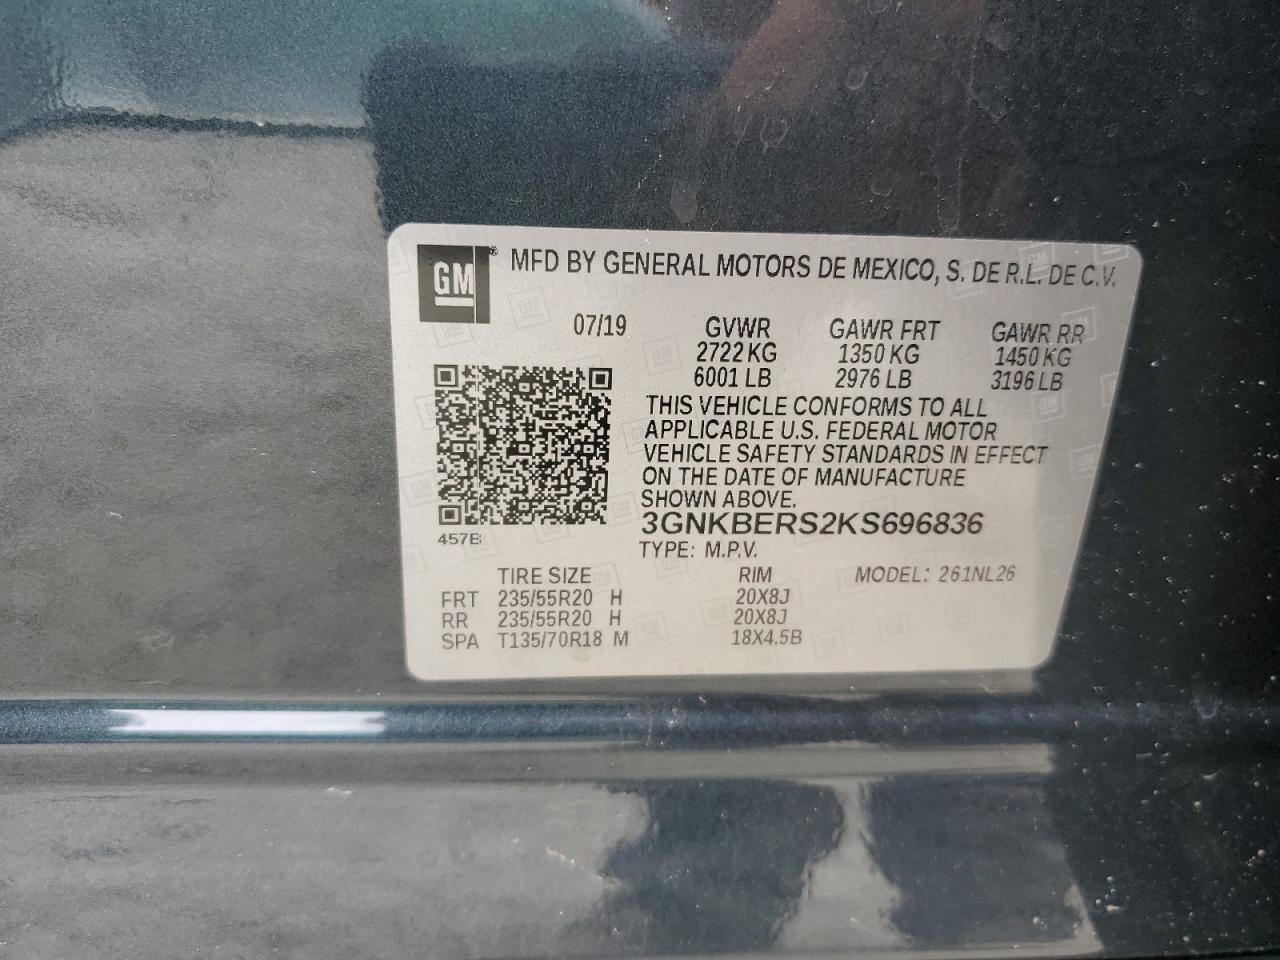 GM® MFD BY GENERAL MOTORS DE MEXICO, S. DE R.L. DE C.V.
07/19 GVWR GAWR FRT GAWR RR
2722 KG 1350 KG 1450 KG
6001 LB 2976 LB 3196 LB
THIS VEHICLE CONFORMS TO ALL
APPLICABLE U.S. FEDERAL MOTOR
VEHICLE SAFETY STANDARDS IN EFFECT
ON THE DATE OF MANUFACTURE
SHOWN ABOVE.
3GNKBERS2KS696836
457B
TYPE: M.P.V.
TIRE SIZE RIM MODEL: 261NL26
FRT 235/55R20 H 20X8J
RR 235/55R20 H 20X8J
SPA T135/70R18 M 18X4.5B